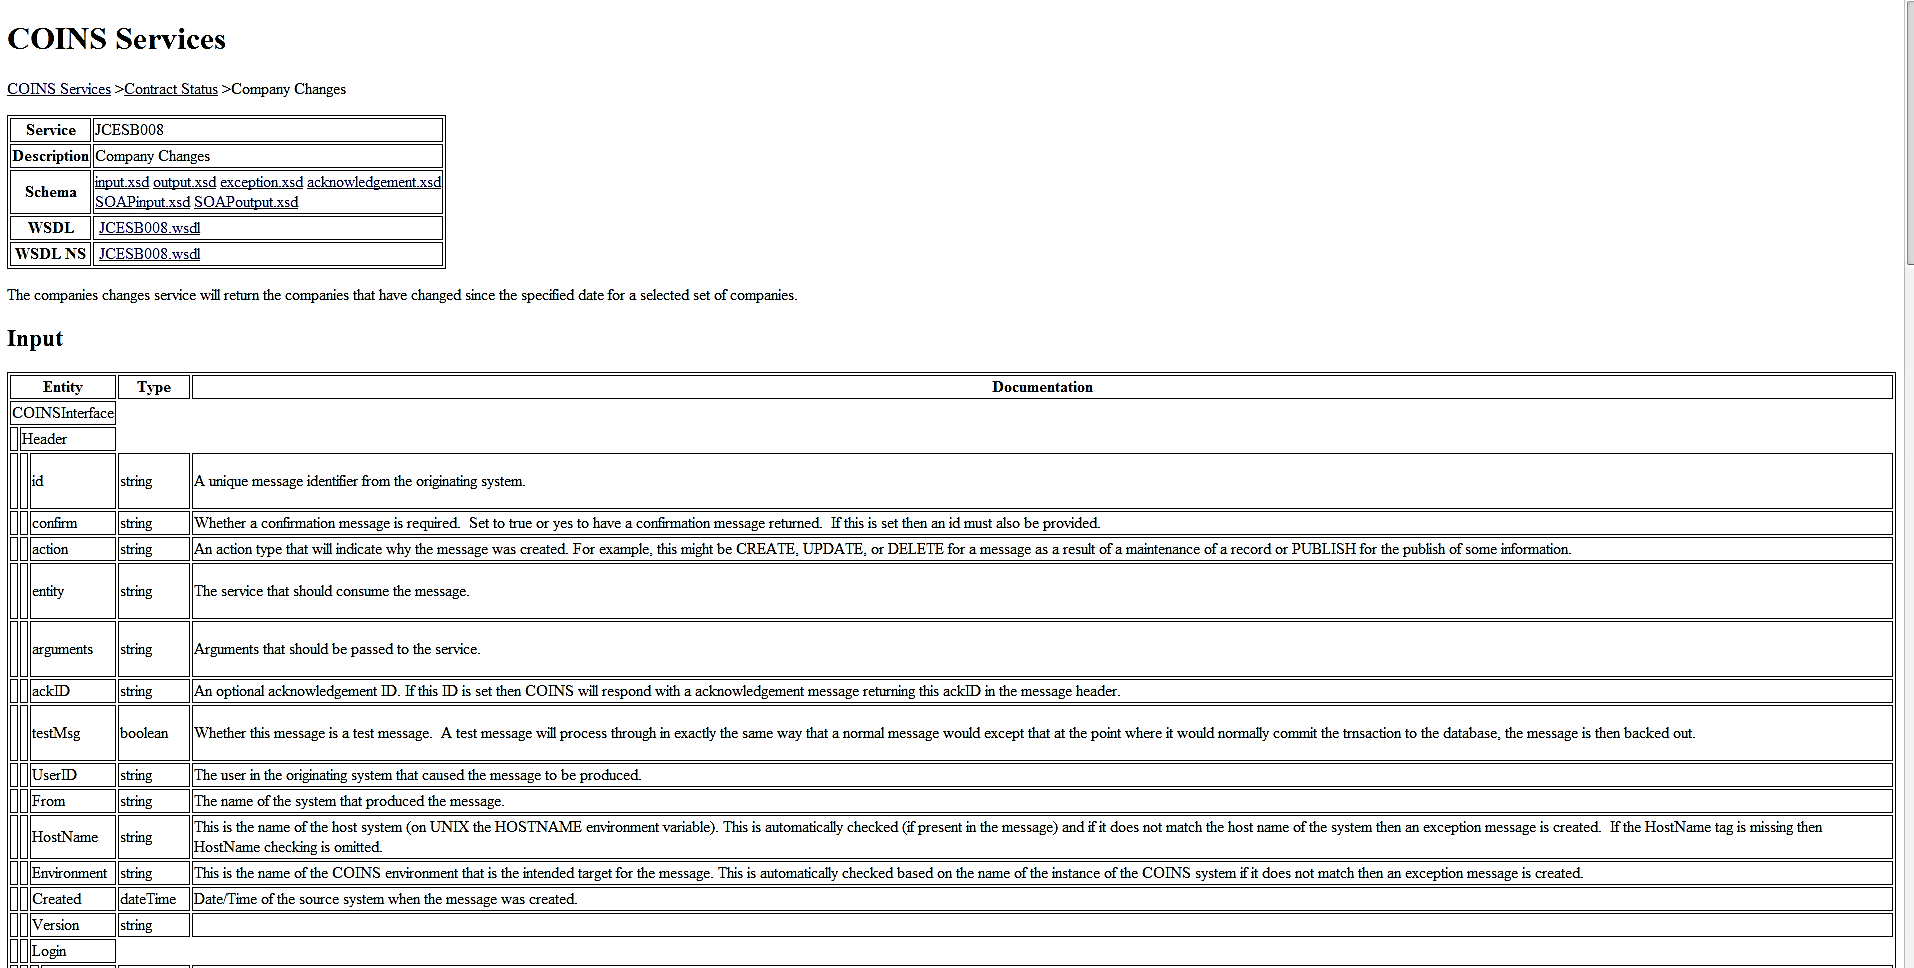 COINS Services
COINS Services >Contract Status >Company Changes
Service JCESB008
Description Company Changes
Schema input.xsd output.xsd exception.xsd acknowledgement.xsd
SOAPinput.xsd SOAPoutput.xsd
WSDL JCESB008.wsdl
WSDL NS JCESB008.wsdl
The companies changes service will return the companies that have changed since the specified date for a selected set of companies.
Input
Entity Type Documentation
COINSInterface
Header
id string A unique message identifier from the originating system.
confirm string Whether a confirmation message is required. Set to true or yes to have a confirmation message returned. If this is set then an id must also be provided.
action string An action type that will indicate why the message was created. For example, this might be CREATE, UPDATE, or DELETE for a message as a result of a maintenance of a record or PUBLISH for the publish of some information.
entity string The service that should consume the message.
arguments string Arguments that should be passed to the service.
ackID string An optional acknowledgement ID. If this ID is set then COINS will respond with a acknowledgement message returning this ackID in the message header.
testMsg boolean Whether this message is a test message. A test message will process through in exactly the same way that a normal message would except that at the point where it would normally commit the trnsaction to the database, the message is then backed out.
UserID string The user in the originating system that caused the message to be produced.
From string The name of the system that produced the message.
HostName string This is the name of the host system (on UNIX the HOSTNAME environment variable). This is automatically checked (if present in the message) and if it does not match the host name of the system then an exception message is created. If the HostName tag is missing then
HostName checking is omitted.
Environment string This is the name of the COINS environment that is the intended target for the message. This is automatically checked based on the name of the instance of the COINS system if it does not match then an exception message is created.
Created dateTime Date/Time of the source system when the message was created.
Version string
Login